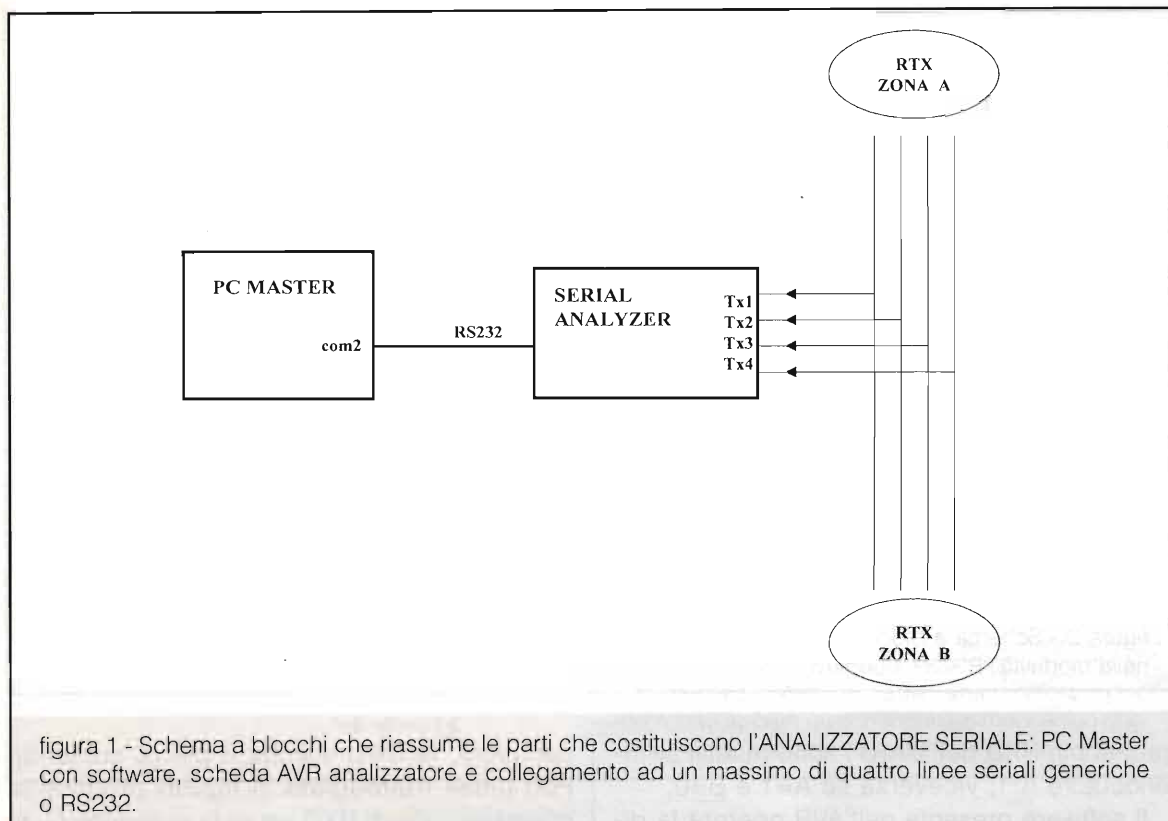 RTX
ZONA A
PC MASTER
com2
RS232
SERIAL
ANALYZER
Tx1
Tx2
Tx3
Tx4
RTX
ZONA B
figura 1 - Schema a blocchi che riassume le parti che costituiscono l'ANALIZZATORE SERIALE: PC Master
con software, scheda AVR analizzatore e collegamento ad un massimo di quattro linee seriali generiche
o RS232.